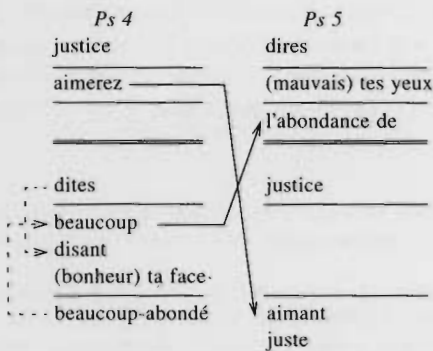 Ps 4 Ps 5
justice dires
aimerez (mauvais) tes yeux
l'abondance de
dites justice
beaucoup
disant
(bonheur) ta face
beaucoup-abondé aimant
juste